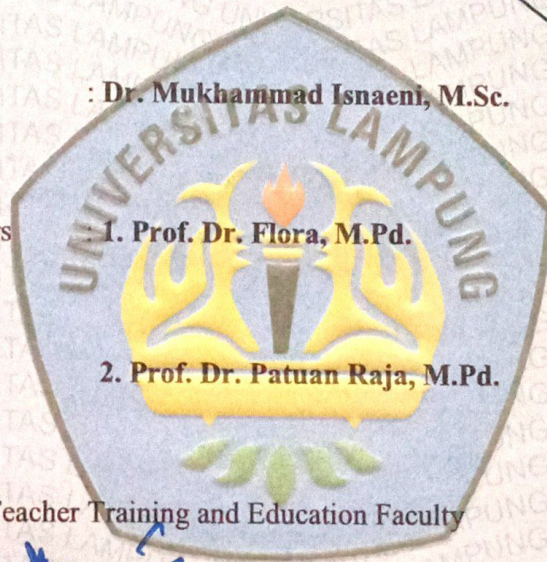 : Dr. Mukhammad Isnaeni, M.Sc.
UNIVERSITAS LAMPUNG
: 1. Prof. Dr. Flora, M.Pd.
2. Prof. Dr. Patuan Raja, M.Pd.
Teacher Training and Education Faculty